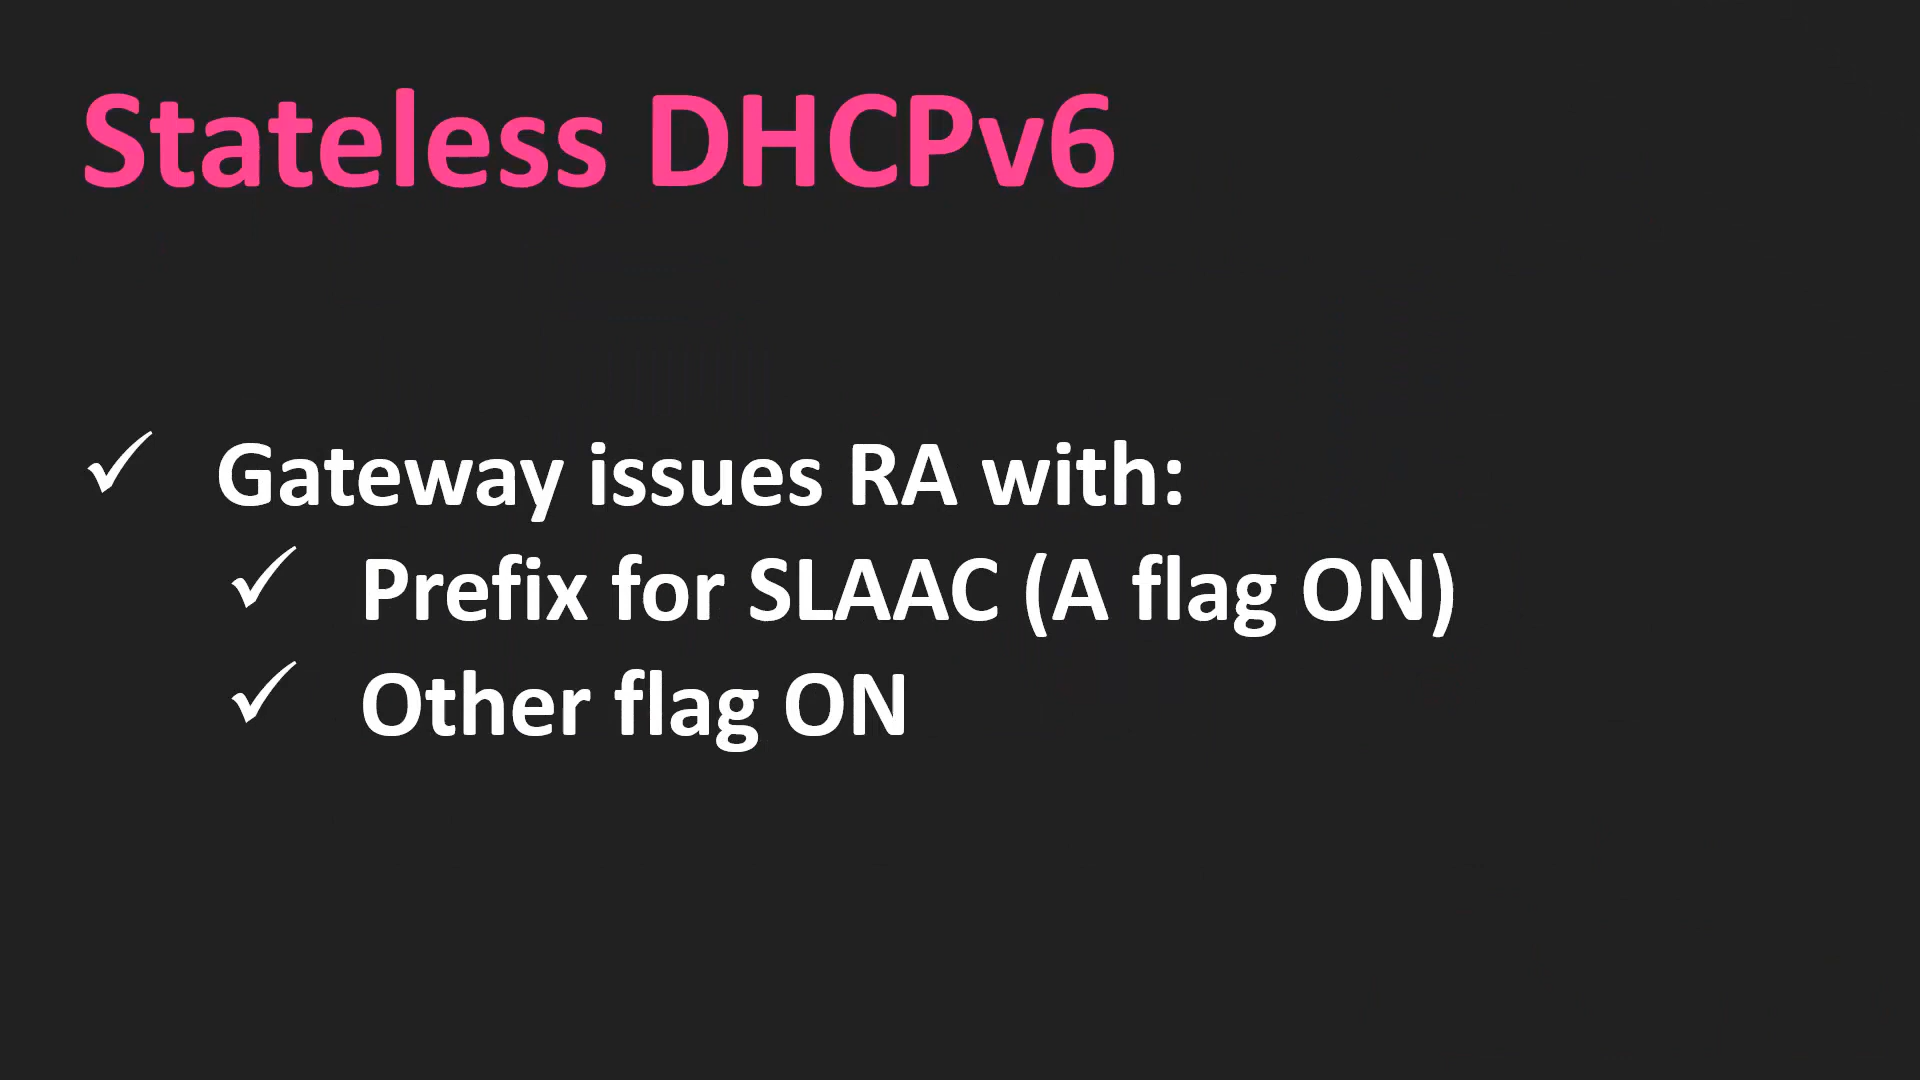 Stateless DHCPv6
✓ Gateway issues RA with:
✓ Prefix for SLAAC (A flag ON)
✓ Other flag ON